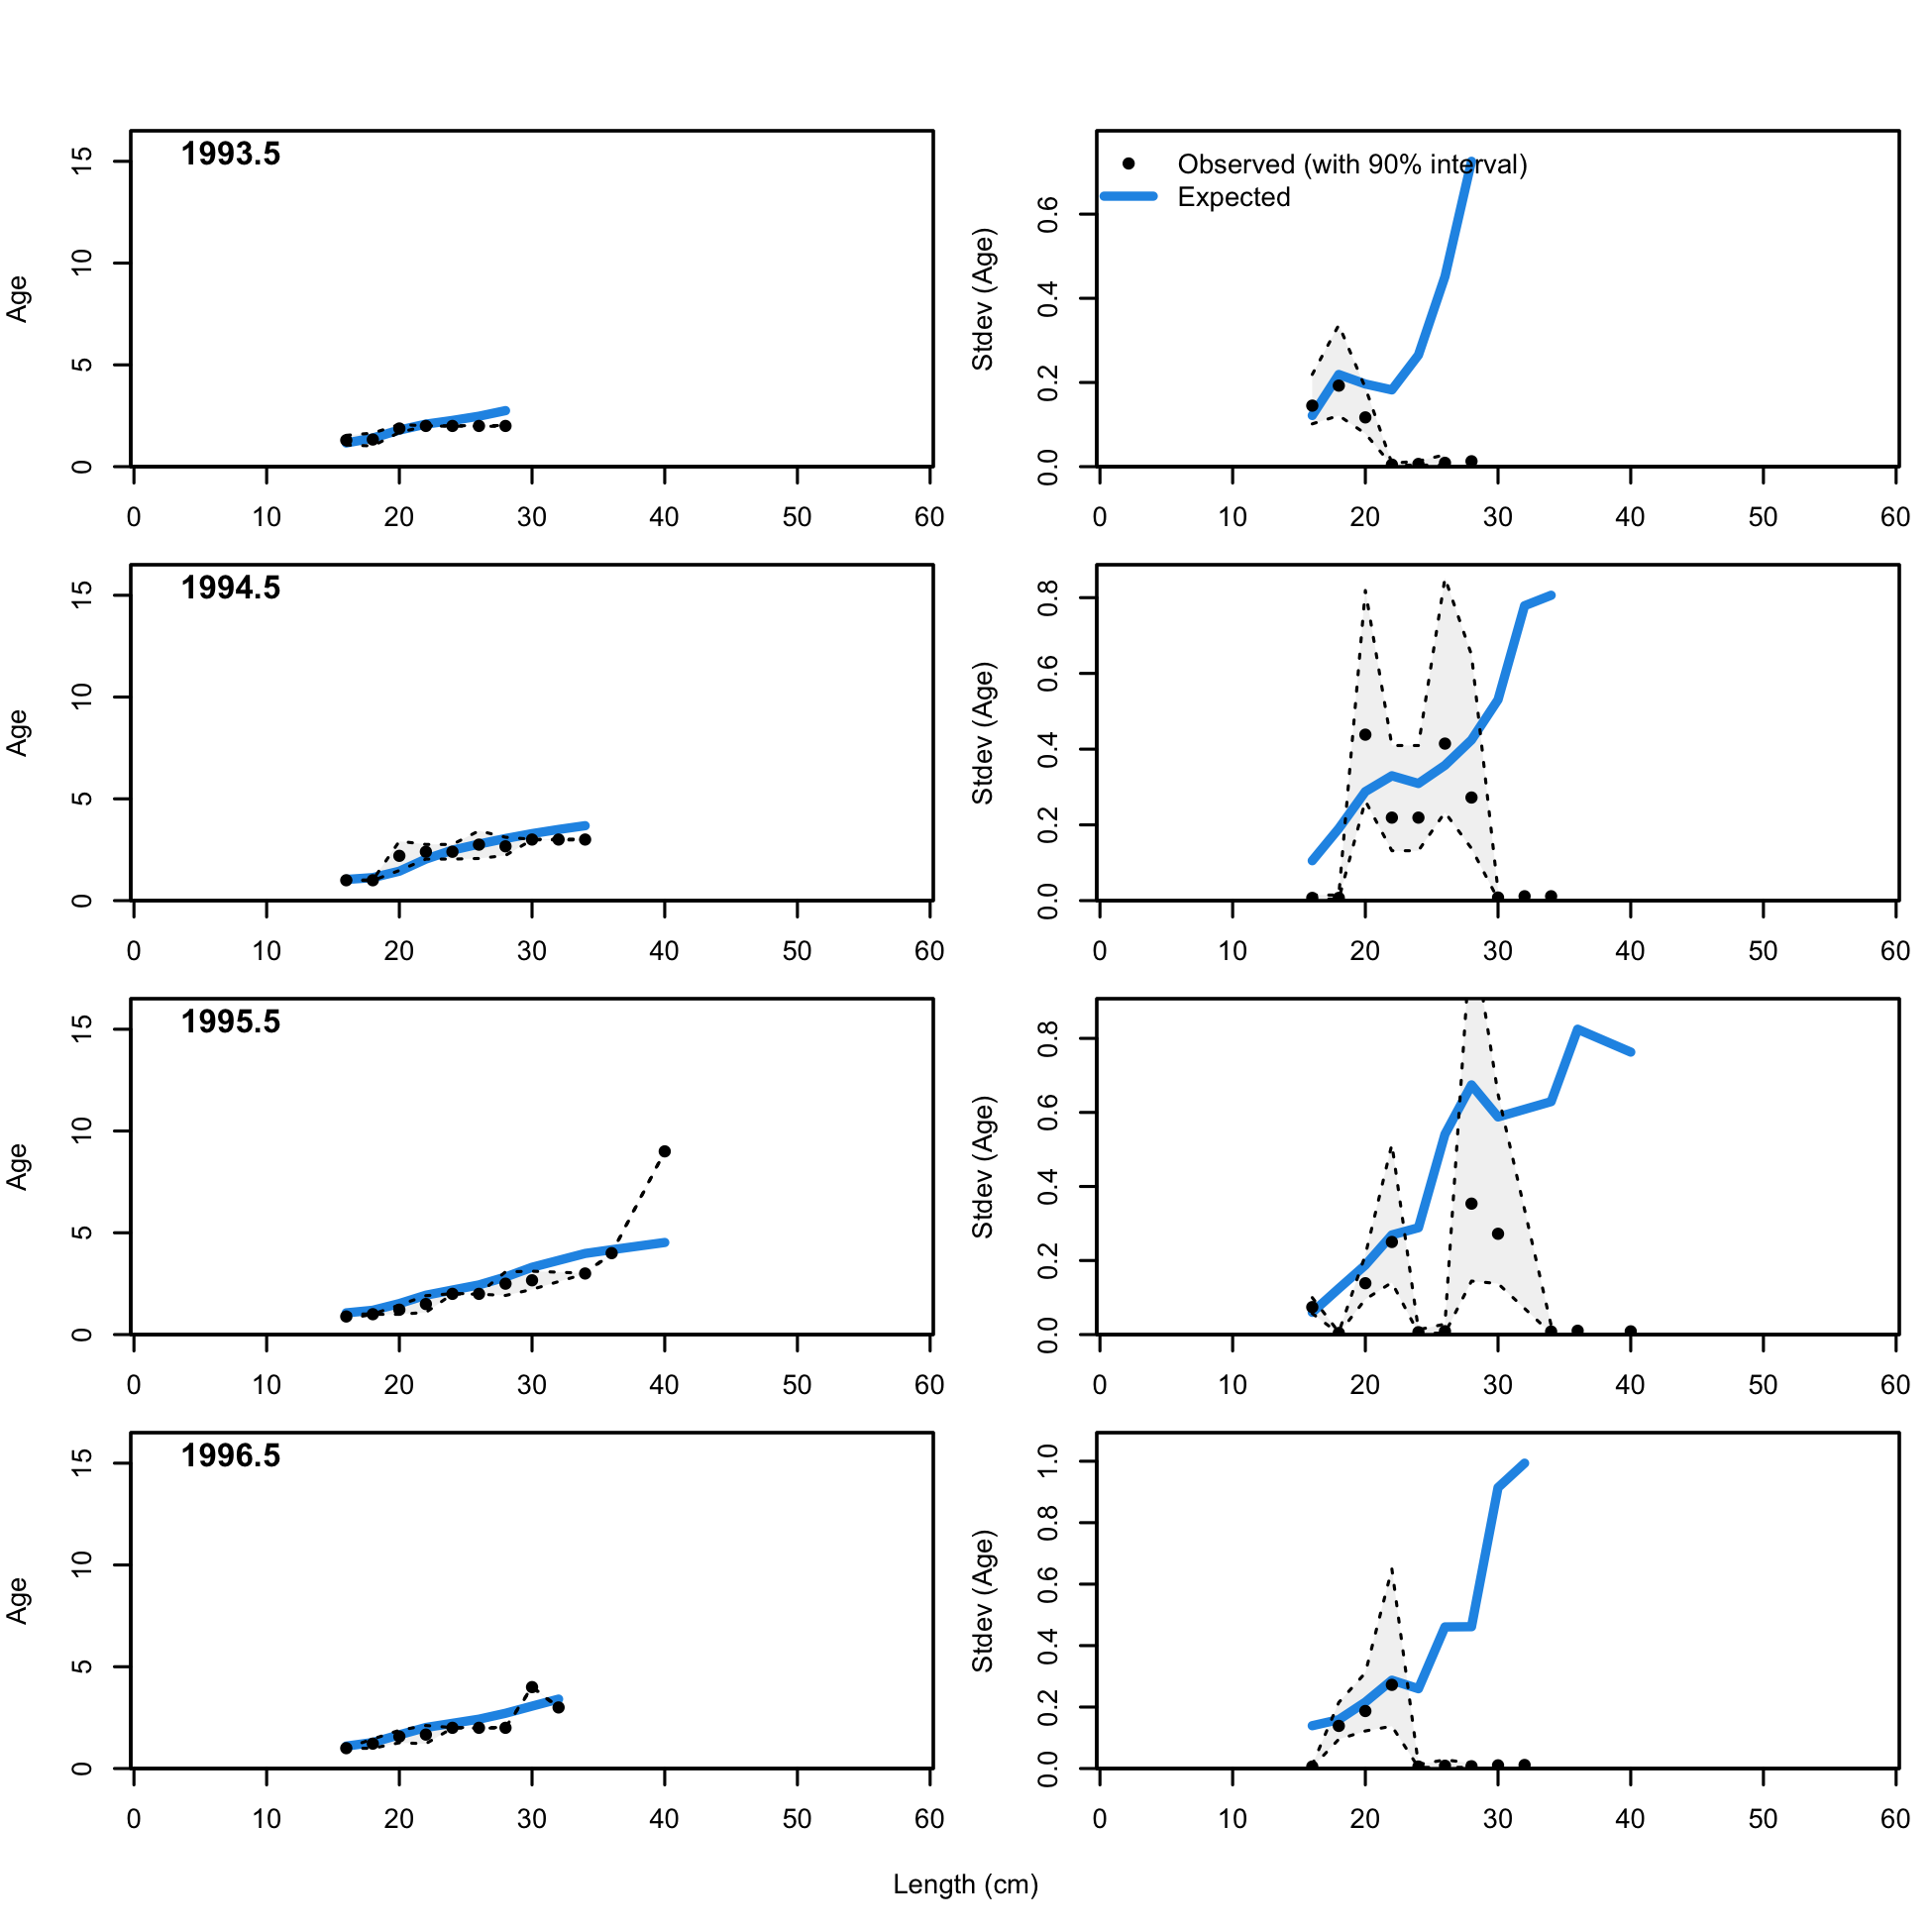 1993.5
Age
0 5 10 15
0 10 20 30 40 50 60
Observed (with 90% interval)
Expected
Stdev (Age)
0.0 0.2 0.4 0.6
0 10 20 30 40 50 60
1994.5
Age
0 5 10 15
0 10 20 30 40 50 60
Stdev (Age)
0.0 0.2 0.4 0.6 0.8
0 10 20 30 40 50 60
1995.5
Age
0 5 10 15
0 10 20 30 40 50 60
Stdev (Age)
0.0 0.2 0.4 0.6 0.8
0 10 20 30 40 50 60
1996.5
Age
0 5 10 15
0 10 20 30 40 50 60
Stdev (Age)
0.0 0.2 0.4 0.6 0.8 1.0
0 10 20 30 40 50 60
Length (cm)